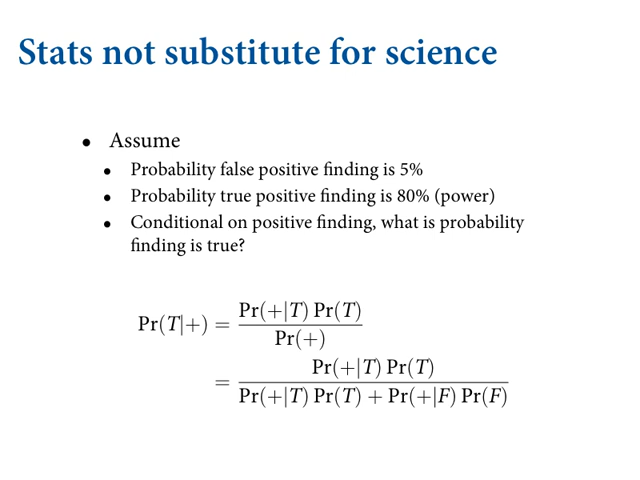 Stats not substitute for science
• Assume
• Probability false positive finding is 5%
• Probability true positive finding is 80% (power)
• Conditional on positive finding, what is probability
finding is true?
Pr(T|+) = Pr(+|T) Pr(T)
Pr(+)
= Pr(+|T) Pr(T)
Pr(+|T) Pr(T) + Pr(+|F) Pr(F)